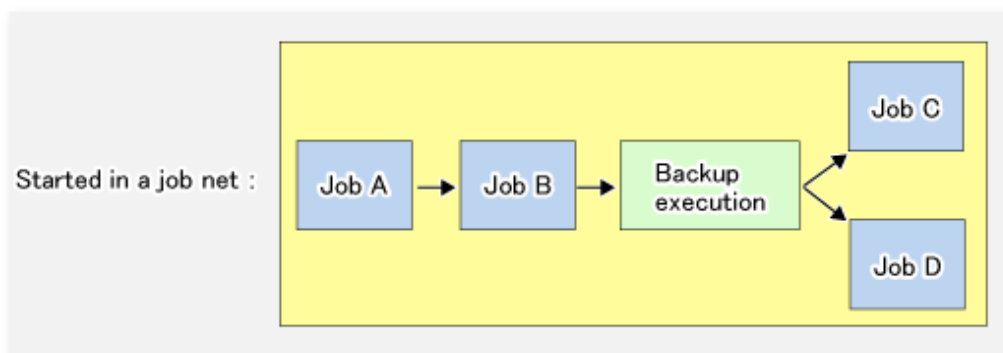 Started in a job net :
Job A
Job B
Backup
execution
Job C
Job D